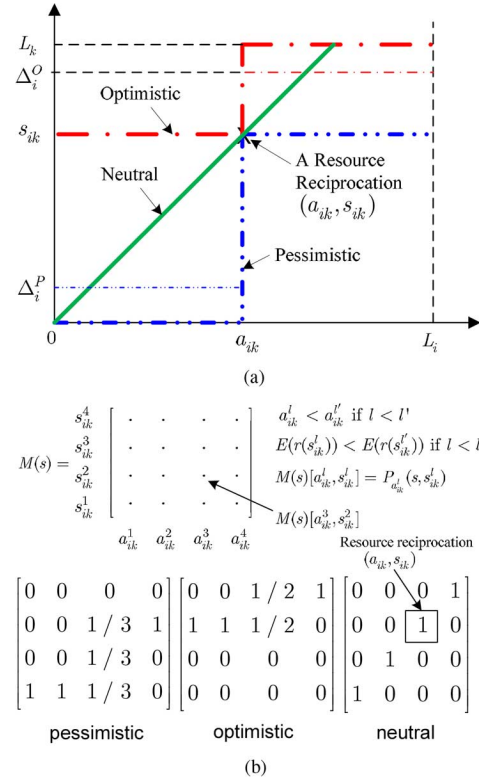 L_k
Δ_i^O
Optimistic
s_ik
Neutral
A Resource
Reciprocation
(a_ik, s_ik)
Pessimistic
Δ_i^P
0
a_ik
L_i
(a)
s_ik^4
s_ik^3
M(s) =
s_ik^2
s_ik^1
a_ik^1 a_ik^2 a_ik^3 a_ik^4
a_ik^l < a_ik^l' if l < l'
E(r(s_ik^l)) < E(r(s_ik^l')) if l < l
M(s)[a_ik^l, s_ik^l] = P_{a_ik^l}(s, s_ik^l)
M(s)[a_ik^3, s_ik^2]
Resource reciprocation
(a_ik, s_ik)
0 0 0 0
0 0 1/3 1
0 0 1/3 0
1 1 1/3 0
pessimistic
0 0 1/2 1
1 1 1/2 0
0 0 0 0
0 0 0 0
optimistic
0 0 0 1
0 0 1 0
0 1 0 0
1 0 0 0
neutral
(b)